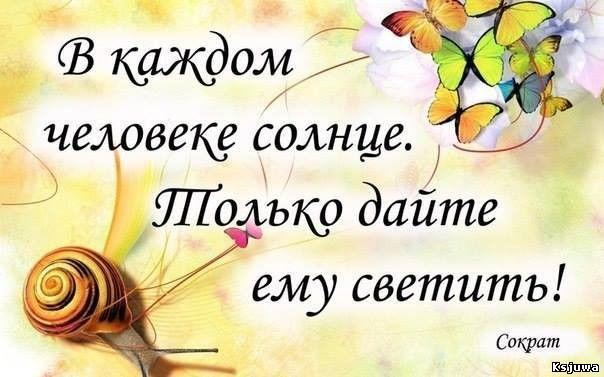 В каждом
человеке солнце.
Только дайте
ему светить!
Сократ
Ksjuwa